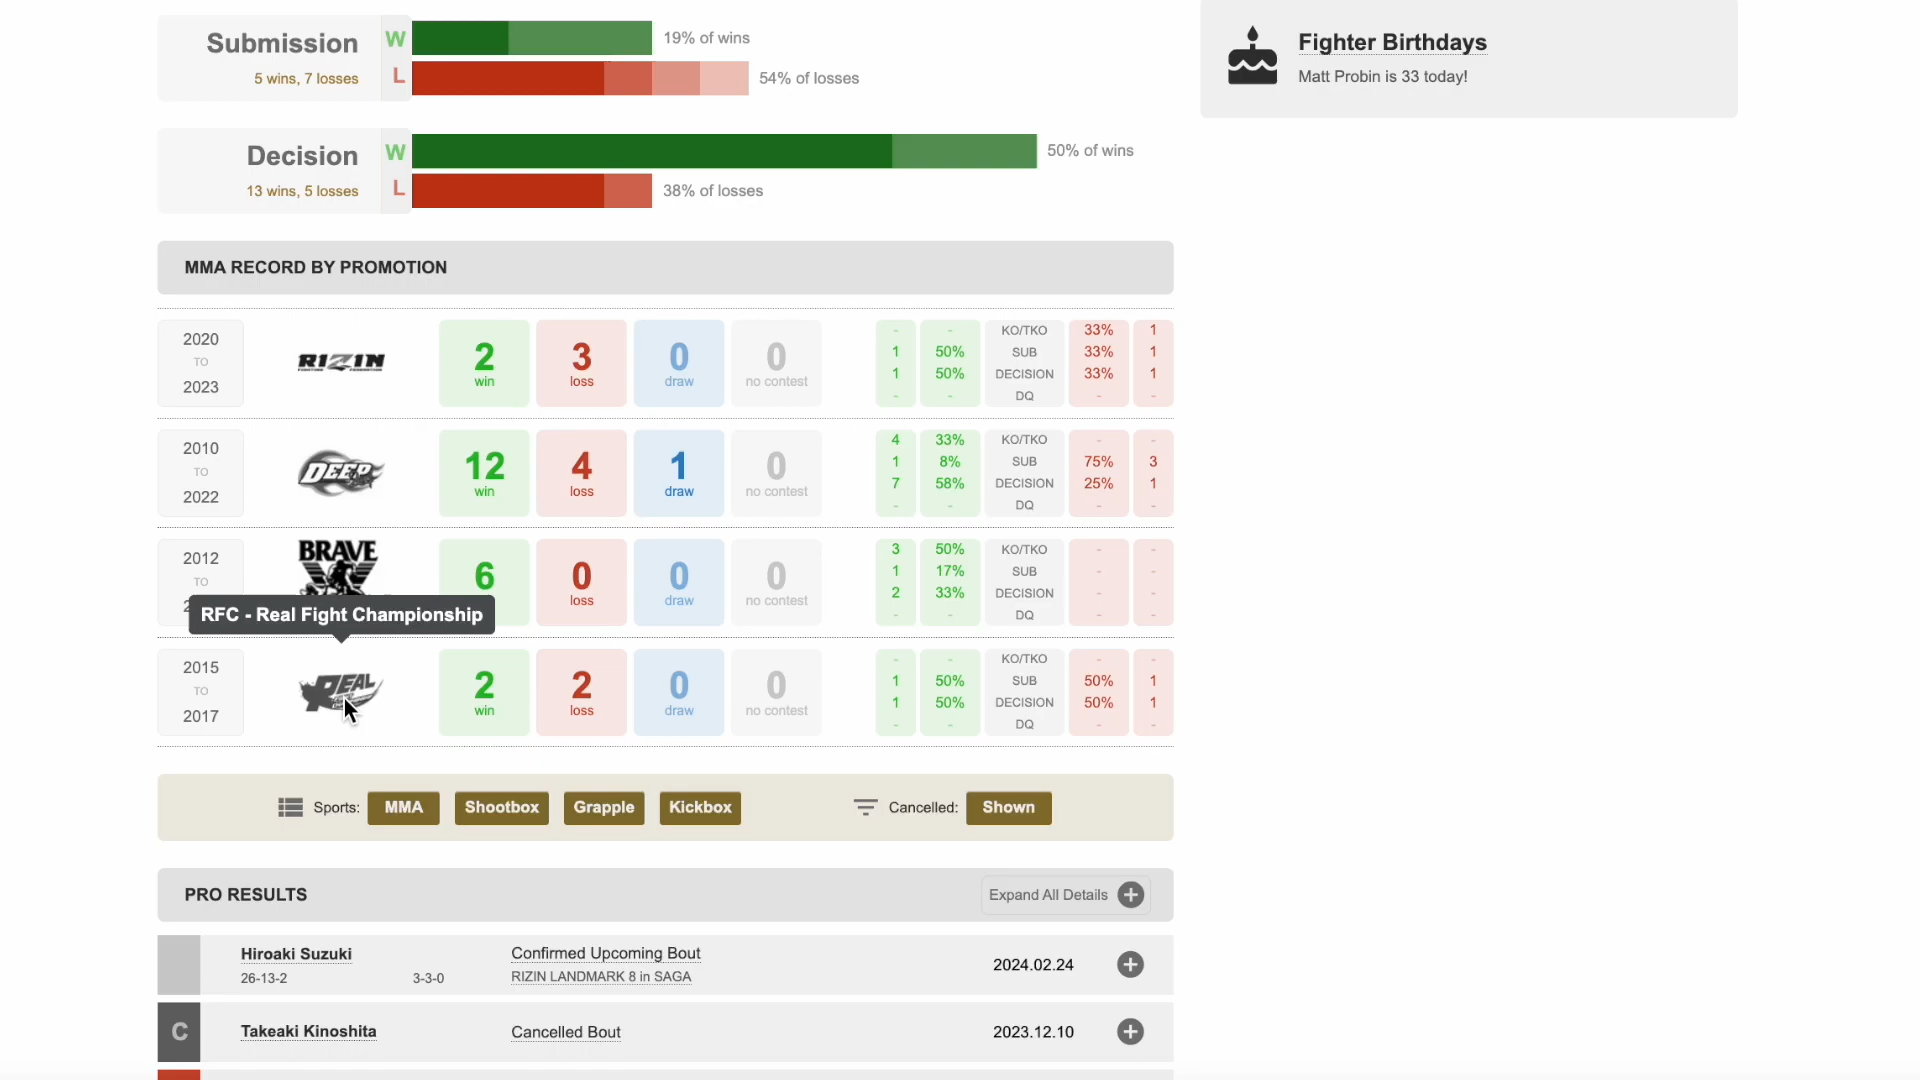 Submission
5 wins, 7 losses
W
19% of wins
L
54% of losses
Fighter Birthdays
Matt Probin is 33 today!
Decision
13 wins, 5 losses
W
50% of wins
L
38% of losses
MMA RECORD BY PROMOTION
2020
TO
2023
RIZIN
2
win
3
loss
0
draw
0
no contest
- - KO/TKO 33% 1
1 50% SUB 33% 1
1 50% DECISION 33% 1
- - DQ - -
2010
TO
2022
DEEP
12
win
4
loss
1
draw
0
no contest
4 33% KO/TKO - -
1 8% SUB 75% 3
7 58% DECISION 25% 1
- - DQ - -
2012
TO
BRAVE
6
win
0
loss
0
draw
0
no contest
3 50% KO/TKO - -
1 17% SUB - -
2 33% DECISION - -
- - DQ - -
RFC - Real Fight Championship
2015
TO
2017
REAL
2
win
2
loss
0
draw
0
no contest
- - KO/TKO - -
1 50% SUB 50% 1
1 50% DECISION 50% 1
- - DQ - -
Sports: MMA Shootbox Grapple Kickbox Cancelled: Shown
PRO RESULTS
Expand All Details
Hiroaki Suzuki
26-13-2
3-3-0
Confirmed Upcoming Bout
RIZIN LANDMARK 8 in SAGA
2024.02.24
C
Takeaki Kinoshita
Cancelled Bout
2023.12.10